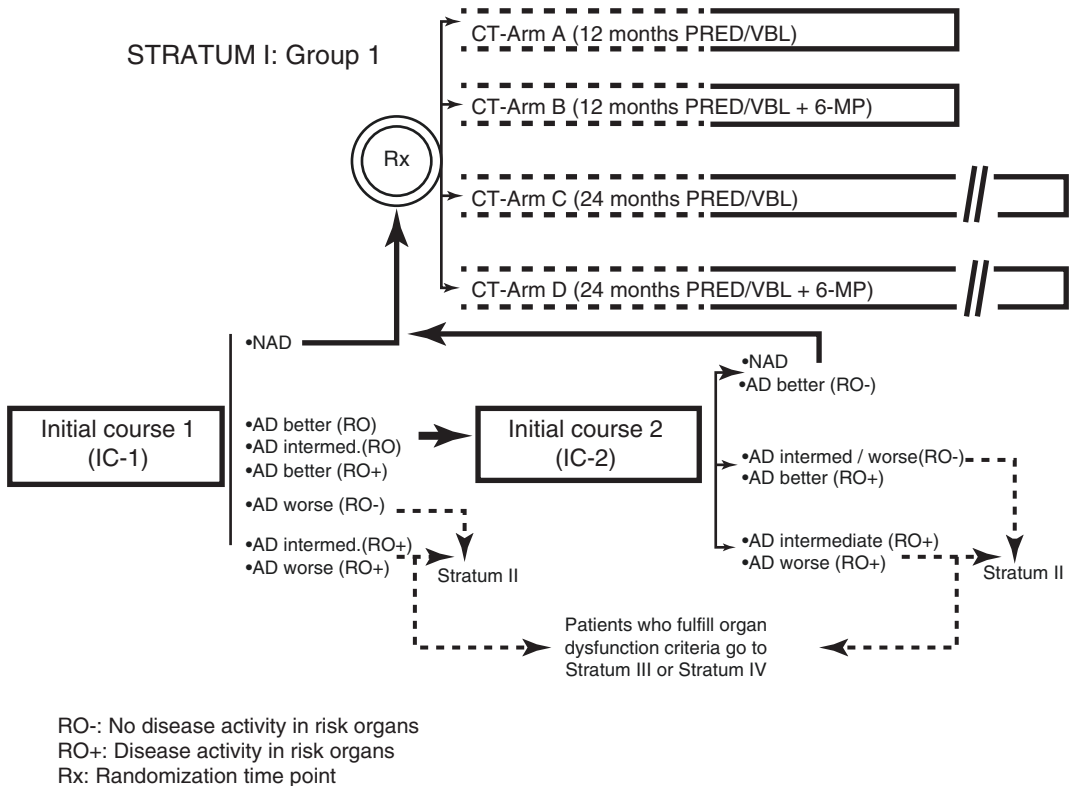 STRATUM I: Group 1
CT-Arm A (12 months PRED/VBL)
CT-Arm B (12 months PRED/VBL + 6-MP)
Rx
CT-Arm C (24 months PRED/VBL)
CT-Arm D (24 months PRED/VBL + 6-MP)
Initial course 1
(IC-1)
•NAD
•AD better (RO)
•AD intermed.(RO)
•AD better (RO+)
•AD worse (RO-)
•AD intermed.(RO+)
•AD worse (RO+)
Stratum II
Initial course 2
(IC-2)
•NAD
•AD better (RO-)
•AD intermed / worse(RO-)
•AD better (RO+)
•AD intermediate (RO+)
•AD worse (RO+)
Stratum II
Patients who fulfill organ
dysfunction criteria go to
Stratum III or Stratum IV
RO-: No disease activity in risk organs
RO+: Disease activity in risk organs
Rx: Randomization time point